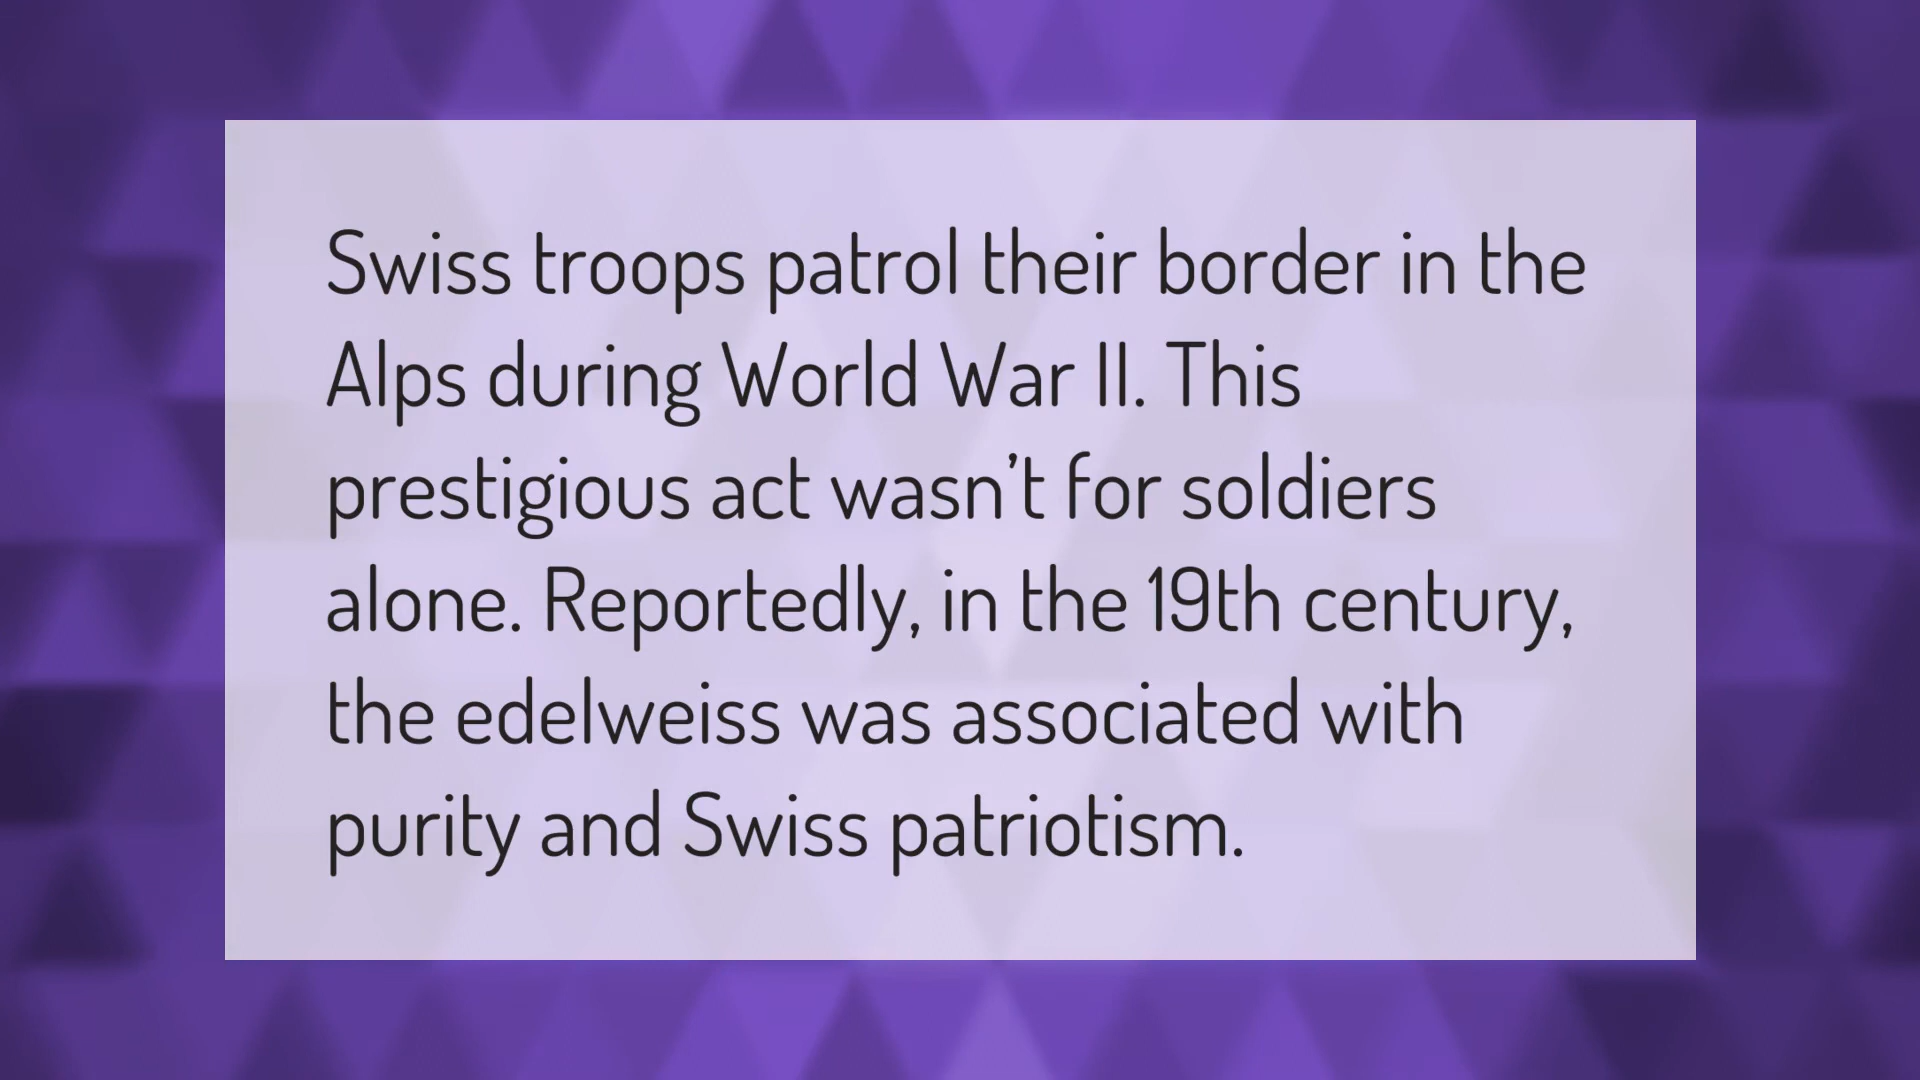 Swiss troops patrol their border in the
Alps during World War II. This
prestigious act wasn't for soldiers
alone. Reportedly, in the 19th century,
the edelweiss was associated with
purity and Swiss patriotism.